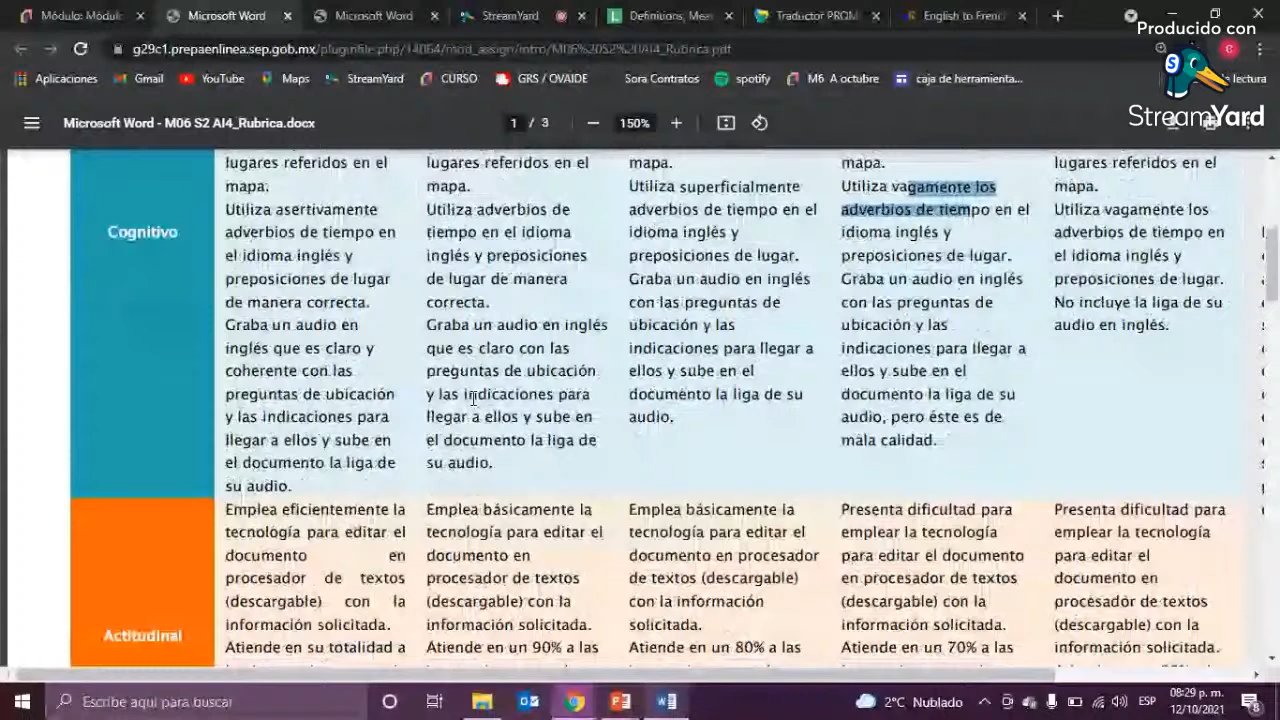 Módulo: Módulo
Microsoft Word
Microsoft Word
StreamYard
Definitions, Mea
Traductor PROM
English to Frenc
Producido con
StreamYard
g29c1.prepaenlinea.sep.gob.mx/pluginfile.php/14064/mod_assign/intro/M06%20S2%20AI4_Rubrica.pdf
Aplicaciones
Gmail
YouTube
Maps
StreamYard
CURSO
GRS / OVAIDE
Sora Contratos
spotify
M6 A octubre
caja de herramienta...
de lectura
Microsoft Word - M06 S2 AI4_Rubrica.docx
1 / 3
150%
Cognitivo
lugares referidos en el
mapa.
Utiliza asertivamente
adverbios de tiempo en
el idioma inglés y
preposiciones de lugar
de manera correcta.
Graba un audio en
inglés que es claro y
coherente con las
preguntas de ubicación
y las indicaciones para
llegar a ellos y sube en
el documento la liga de
su audio.
lugares referidos en el
mapa.
Utiliza adverbios de
tiempo en el idioma
inglés y preposiciones
de lugar de manera
correcta.
Graba un audio en inglés
que es claro con las
preguntas de ubicación
y las indicaciones para
llegar a ellos y sube en
el documento la liga de
su audio.
mapa.
Utiliza superficialmente
adverbios de tiempo en el
idioma inglés y
preposiciones de lugar.
Graba un audio en inglés
con las preguntas de
ubicación y las
indicaciones para llegar a
ellos y sube en el
documento la liga de su
audio.
mapa.
Utiliza vagamente los
adverbios de tiempo en el
idioma inglés y
preposiciones de lugar.
Graba un audio en inglés
con las preguntas de
ubicación y las
indicaciones para llegar a
ellos y sube en el
documento la liga de su
audio, pero éste es de
mala calidad.
lugares referidos en el
mapa.
Utiliza vagamente los
adverbios de tiempo en
el idioma inglés y
preposiciones de lugar.
No incluye la liga de su
audio en inglés.
Actitudinal
Emplea eficientemente la
tecnología para editar el
documento en
procesador de textos
(descargable) con la
información solicitada.
Atiende en su totalidad a
Emplea básicamente la
tecnología para editar el
documento en
procesador de textos
(descargable) con la
información solicitada.
Atiende en un 90% a las
Emplea básicamente la
tecnología para editar el
documento en procesador
de textos (descargable)
con la información
solicitada.
Atiende en un 80% a las
Presenta dificultad para
emplear la tecnología
para editar el documento
en procesador de textos
(descargable) con la
información solicitada.
Atiende en un 70% a las
Presenta dificultad para
emplear la tecnología
para editar el
documento en
procesador de textos
(descargable) con la
información solicitada.
Escribe aquí para buscar
2°C Nublado
ESP
08:29 p. m.
12/10/2021
8